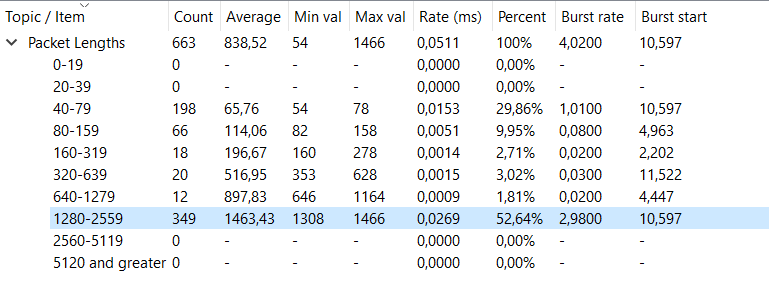 Topic / Item Count Average Min val Max val Rate (ms) Percent Burst rate Burst start
Packet Lengths 663 838,52 54 1466 0,0511 100% 4,0200 10,597
0-19 0 - - - 0,0000 0,00% - -
20-39 0 - - - 0,0000 0,00% - -
40-79 198 65,76 54 78 0,0153 29,86% 1,0100 10,597
80-159 66 114,06 82 158 0,0051 9,95% 0,0800 4,963
160-319 18 196,67 160 278 0,0014 2,71% 0,0200 2,202
320-639 20 516,95 353 628 0,0015 3,02% 0,0300 11,522
640-1279 12 897,83 646 1164 0,0009 1,81% 0,0200 4,447
1280-2559 349 1463,43 1308 1466 0,0269 52,64% 2,9800 10,597
2560-5119 0 - - - 0,0000 0,00% - -
5120 and greater 0 - - - 0,0000 0,00% - -